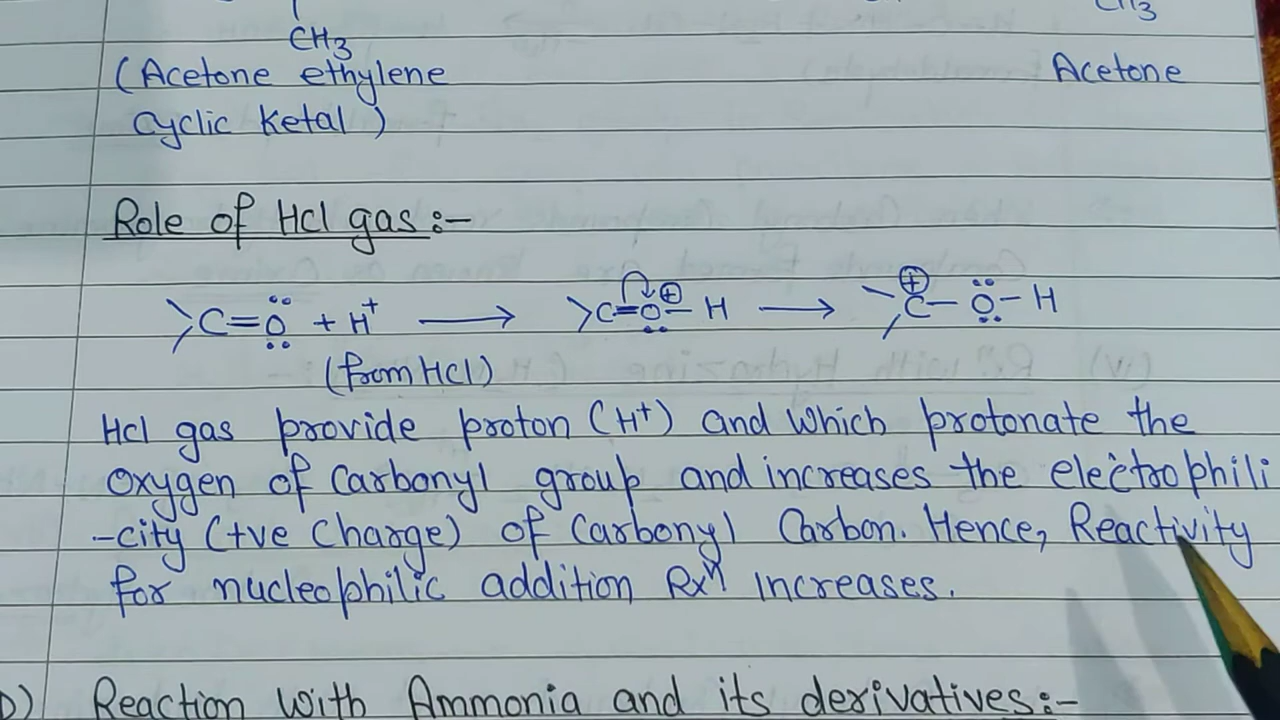 CH3
CH3
(Acetone ethylene
cyclic Ketal)
Acetone
Role of Hcl gas:-
>C=O + H+ ⟶ >C=O⊕-H ⟶ >C⊕-O-H
(from HCl)
Hcl gas provide proton (H+) and which protonate the
oxygen of carbonyl group and increases the electrophili
-city (+ve charge) of carbonyl carbon. Hence, Reactivity
for nucleophilic addition Rxn increases.
D) Reaction with Ammonia and its derivatives:-